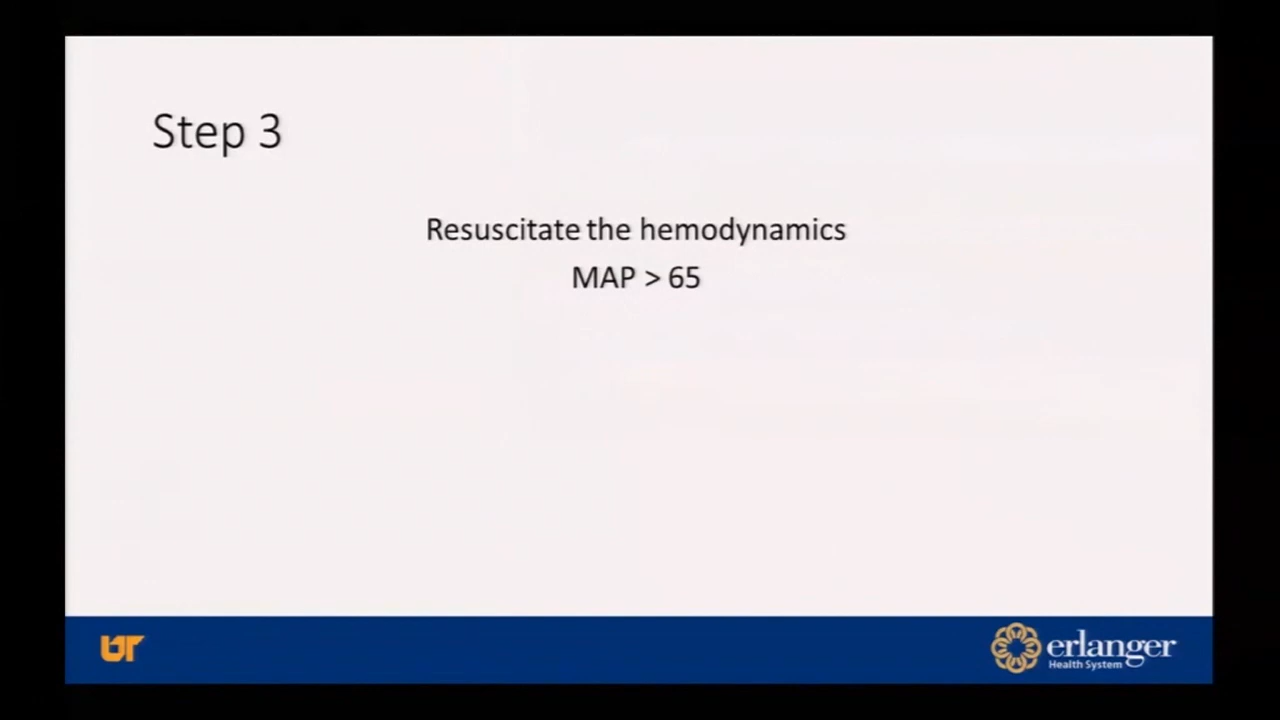 Step 3
Resuscitate the hemodynamics
MAP > 65
UT
erlanger
Health System